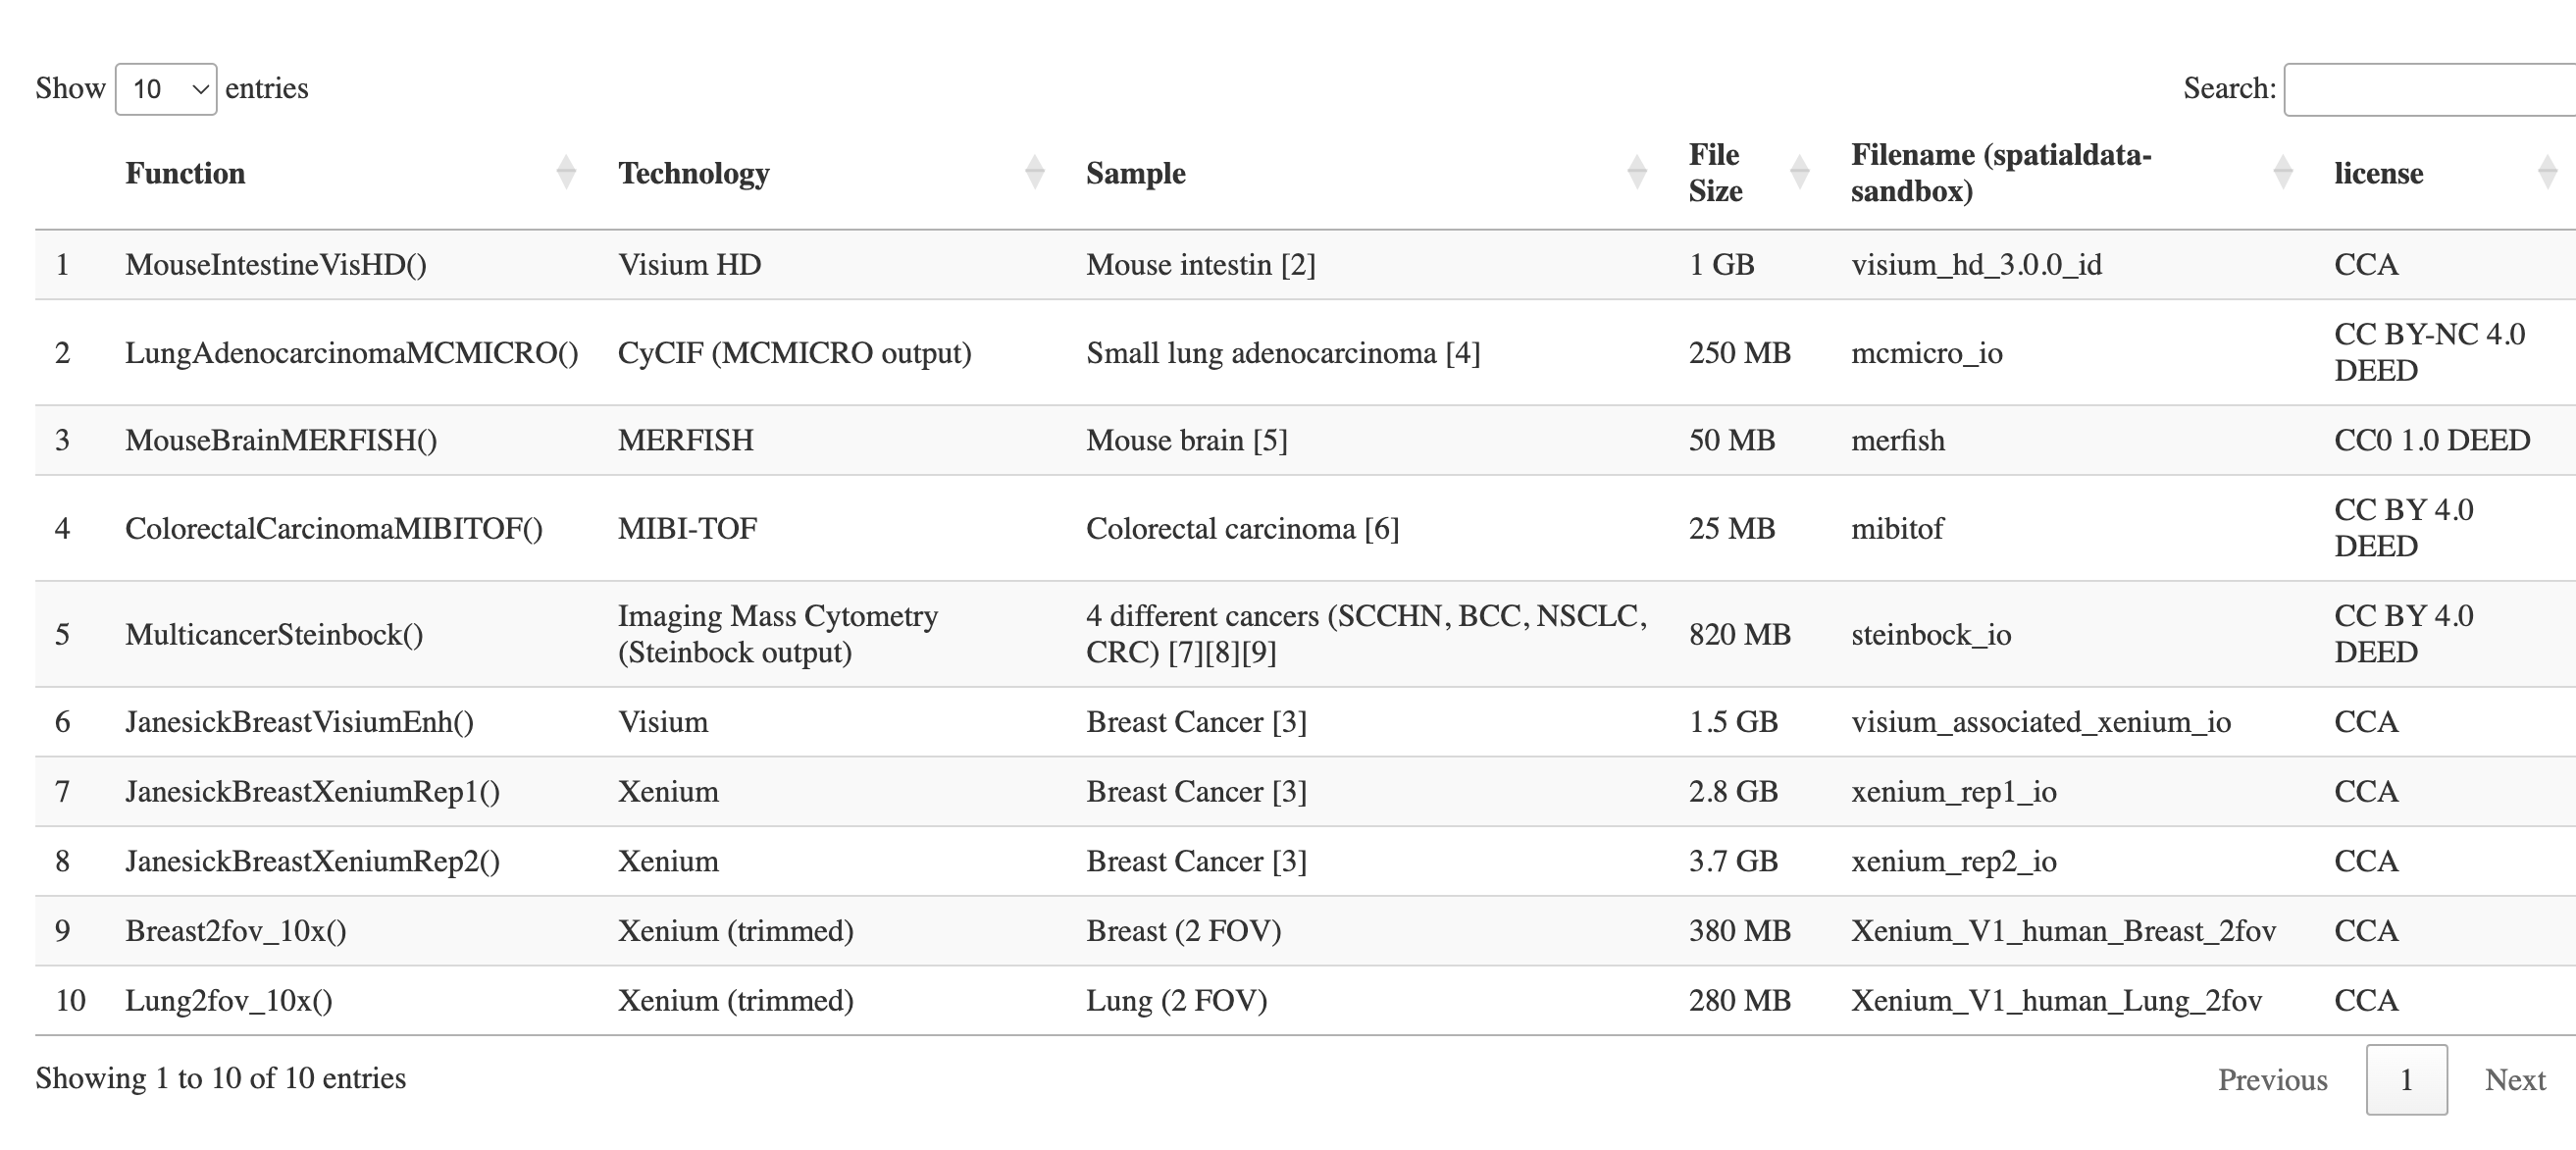 Show 10 entries Search:
Function Technology Sample File Size Filename (spatialdata-sandbox) license
1 MouseIntestineVisHD() Visium HD Mouse intestin [2] 1 GB visium_hd_3.0.0_id CCA
2 LungAdenocarcinomaMCMICRO() CyCIF (MCMICRO output) Small lung adenocarcinoma [4] 250 MB mcmicro_io CC BY-NC 4.0 DEED
3 MouseBrainMERFISH() MERFISH Mouse brain [5] 50 MB merfish CC0 1.0 DEED
4 ColorectalCarcinomaMIBITOF() MIBI-TOF Colorectal carcinoma [6] 25 MB mibitof CC BY 4.0 DEED
5 MulticancerSteinbock() Imaging Mass Cytometry (Steinbock output) 4 different cancers (SCCHN, BCC, NSCLC, CRC) [7][8][9] 820 MB steinbock_io CC BY 4.0 DEED
6 JanesickBreastVisiumEnh() Visium Breast Cancer [3] 1.5 GB visium_associated_xenium_io CCA
7 JanesickBreastXeniumRep1() Xenium Breast Cancer [3] 2.8 GB xenium_rep1_io CCA
8 JanesickBreastXeniumRep2() Xenium Breast Cancer [3] 3.7 GB xenium_rep2_io CCA
9 Breast2fov_10x() Xenium (trimmed) Breast (2 FOV) 380 MB Xenium_V1_human_Breast_2fov CCA
10 Lung2fov_10x() Xenium (trimmed) Lung (2 FOV) 280 MB Xenium_V1_human_Lung_2fov CCA
Showing 1 to 10 of 10 entries Previous 1 Next